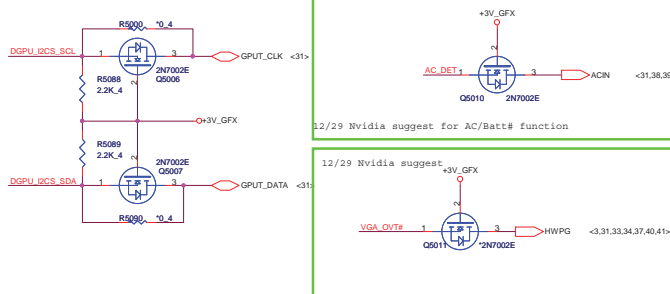 R5000 *0_4
DGPU_I2CS_SCL
1
3
GPUT_CLK <31>
2N7002E
Q5006
R5088
2.2K_4
2
+3V_GFX
R5089
2.2K_4
2
2N7002E
Q5007
DGPU_I2CS_SDA
1
3
GPUT_DATA <31>
R5090 *0_4
+3V_GFX
2
AC_DET
1
3
ACIN <31,38,39
Q5010 2N7002E
12/29 Nvidia suggest for AC/Batt# function
12/29 Nvidia suggest
+3V_GFX
2
VGA_OVT#
1
3
HWPG <3,31,33,34,37,40,41>
Q5011 *2N7002E